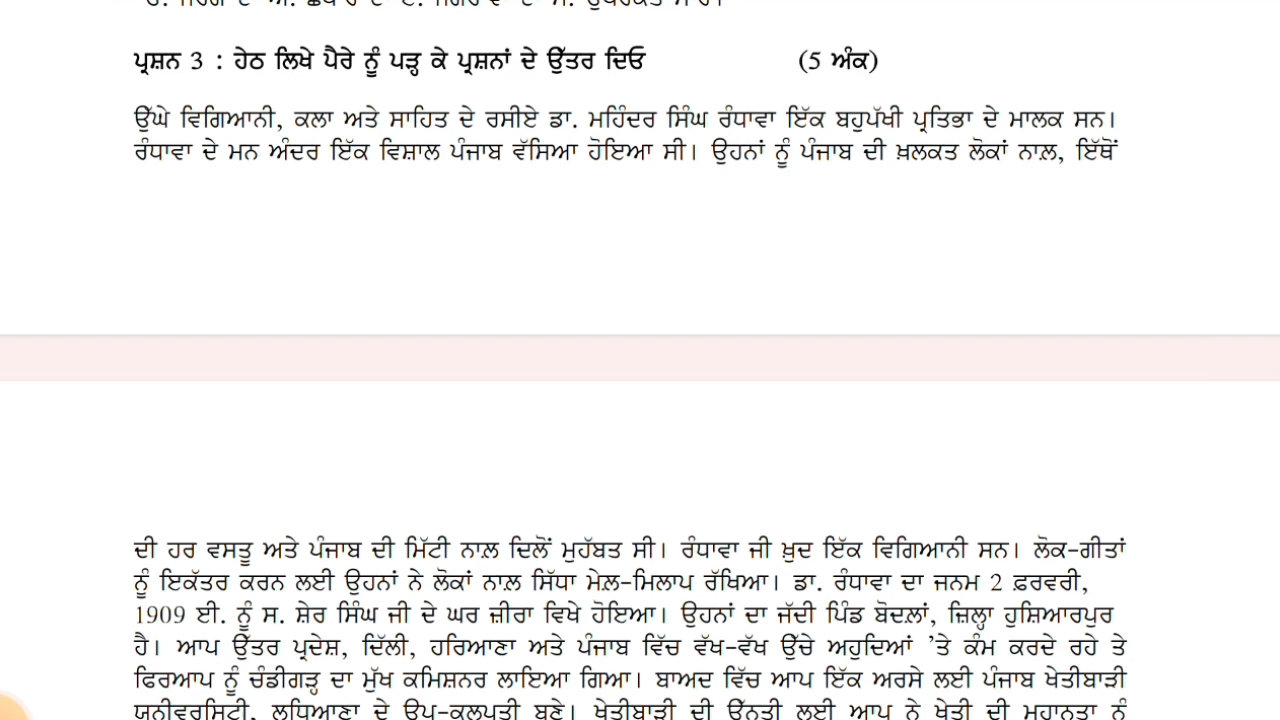 ਪ੍ਰਸ਼ਨ 3 : ਹੇਠ ਲਿਖੇ ਪੈਰੇ ਨੂੰ ਪੜ੍ਹ ਕੇ ਪ੍ਰਸ਼ਨਾਂ ਦੇ ਉੱਤਰ ਦਿਓ (5 ਅੰਕ)
ਉੱਘੇ ਵਿਗਿਆਨੀ, ਕਲਾ ਅਤੇ ਸਾਹਿਤ ਦੇ ਰਸੀਏ ਡਾ. ਮਹਿੰਦਰ ਸਿੰਘ ਰੰਧਾਵਾ ਇੱਕ ਬਹੁਪੱਖੀ ਪ੍ਰਤਿਭਾ ਦੇ ਮਾਲਕ ਸਨ।
ਰੰਧਾਵਾ ਦੇ ਮਨ ਅੰਦਰ ਇੱਕ ਵਿਸ਼ਾਲ ਪੰਜਾਬ ਵੱਸਿਆ ਹੋਇਆ ਸੀ। ਉਹਨਾਂ ਨੂੰ ਪੰਜਾਬ ਦੀ ਖ਼ਲਕਤ ਲੋਕਾਂ ਨਾਲ਼, ਇੱਥੋਂ
ਦੀ ਹਰ ਵਸਤੂ ਅਤੇ ਪੰਜਾਬ ਦੀ ਮਿੱਟੀ ਨਾਲ਼ ਦਿਲੋਂ ਮੁਹੱਬਤ ਸੀ। ਰੰਧਾਵਾ ਜੀ ਖ਼ੁਦ ਇੱਕ ਵਿਗਿਆਨੀ ਸਨ। ਲੋਕ-ਗੀਤਾਂ
ਨੂੰ ਇਕੱਤਰ ਕਰਨ ਲਈ ਉਹਨਾਂ ਨੇ ਲੋਕਾਂ ਨਾਲ਼ ਸਿੱਧਾ ਮੇਲ਼-ਮਿਲਾਪ ਰੱਖਿਆ। ਡਾ. ਰੰਧਾਵਾ ਦਾ ਜਨਮ 2 ਫ਼ਰਵਰੀ,
1909 ਈ. ਨੂੰ ਸ. ਸ਼ੇਰ ਸਿੰਘ ਜੀ ਦੇ ਘਰ ਜ਼ੀਰਾ ਵਿਖੇ ਹੋਇਆ। ਉਹਨਾਂ ਦਾ ਜੱਦੀ ਪਿੰਡ ਬੋਦਲ਼ਾਂ, ਜ਼ਿਲ੍ਹਾ ਹੁਸ਼ਿਆਰਪੁਰ
ਹੈ। ਆਪ ਉੱਤਰ ਪ੍ਰਦੇਸ਼, ਦਿੱਲੀ, ਹਰਿਆਣਾ ਅਤੇ ਪੰਜਾਬ ਵਿੱਚ ਵੱਖ-ਵੱਖ ਉੱਚੇ ਅਹੁਦਿਆਂ ’ਤੇ ਕੰਮ ਕਰਦੇ ਰਹੇ ਤੇ
ਫਿਰਆਪ ਨੂੰ ਚੰਡੀਗੜ੍ਹ ਦਾ ਮੁੱਖ ਕਮਿਸ਼ਨਰ ਲਾਇਆ ਗਿਆ। ਬਾਅਦ ਵਿੱਚ ਆਪ ਇੱਕ ਅਰਸੇ ਲਈ ਪੰਜਾਬ ਖੇਤੀਬਾੜੀ
ਯੂਨੀਵਰਸਿਟੀ, ਲੁਧਿਆਣਾ ਦੇ ਉਪ-ਕੁਲਪਤੀ ਬਣੇ। ਖੇਤੀਬਾੜੀ ਦੀ ਉੱਨਤੀ ਲਈ ਆਪ ਨੇ ਖੇਤੀ ਦੀ ਮਹਾਨਤਾ ਨੂੰ